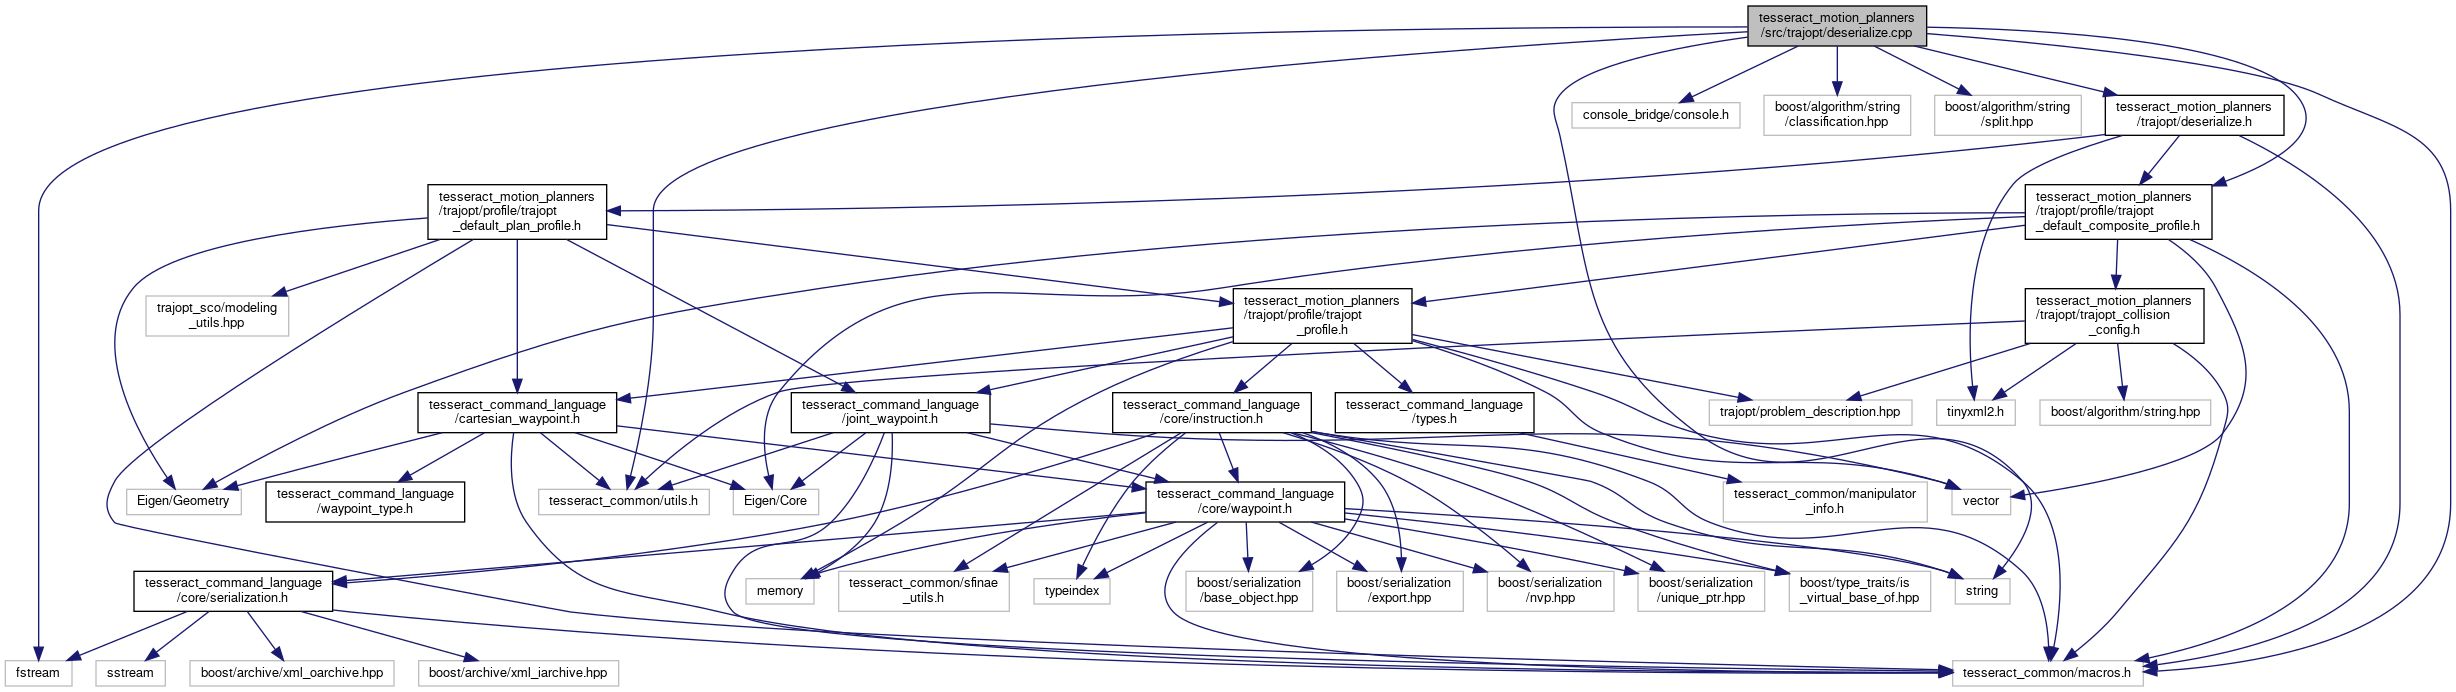 tesseract_motion_planners
/src/trajopt/deserialize.cpp
console_bridge/console.h
boost/algorithm/string
/classification.hpp
boost/algorithm/string
/split.hpp
tesseract_motion_planners
/trajopt/deserialize.h
tesseract_motion_planners
/trajopt/profile/trajopt
_default_plan_profile.h
tesseract_motion_planners
/trajopt/profile/trajopt
_default_composite_profile.h
trajopt_sco/modeling
_utils.hpp
tesseract_motion_planners
/trajopt/profile/trajopt
_profile.h
tesseract_motion_planners
/trajopt/trajopt_collision
_config.h
tesseract_command_language
/cartesian_waypoint.h
tesseract_command_language
/joint_waypoint.h
tesseract_command_language
/core/instruction.h
tesseract_command_language
/types.h
trajopt/problem_description.hpp
tinyxml2.h
boost/algorithm/string.hpp
Eigen/Geometry
tesseract_command_language
/waypoint_type.h
tesseract_common/utils.h
Eigen/Core
tesseract_command_language
/core/waypoint.h
tesseract_common/manipulator
_info.h
vector
tesseract_command_language
/core/serialization.h
memory
tesseract_common/sfinae
_utils.h
typeindex
boost/serialization
/base_object.hpp
boost/serialization
/export.hpp
boost/serialization
/nvp.hpp
boost/serialization
/unique_ptr.hpp
boost/type_traits/is
_virtual_base_of.hpp
string
fstream
sstream
boost/archive/xml_oarchive.hpp
boost/archive/xml_iarchive.hpp
tesseract_common/macros.h